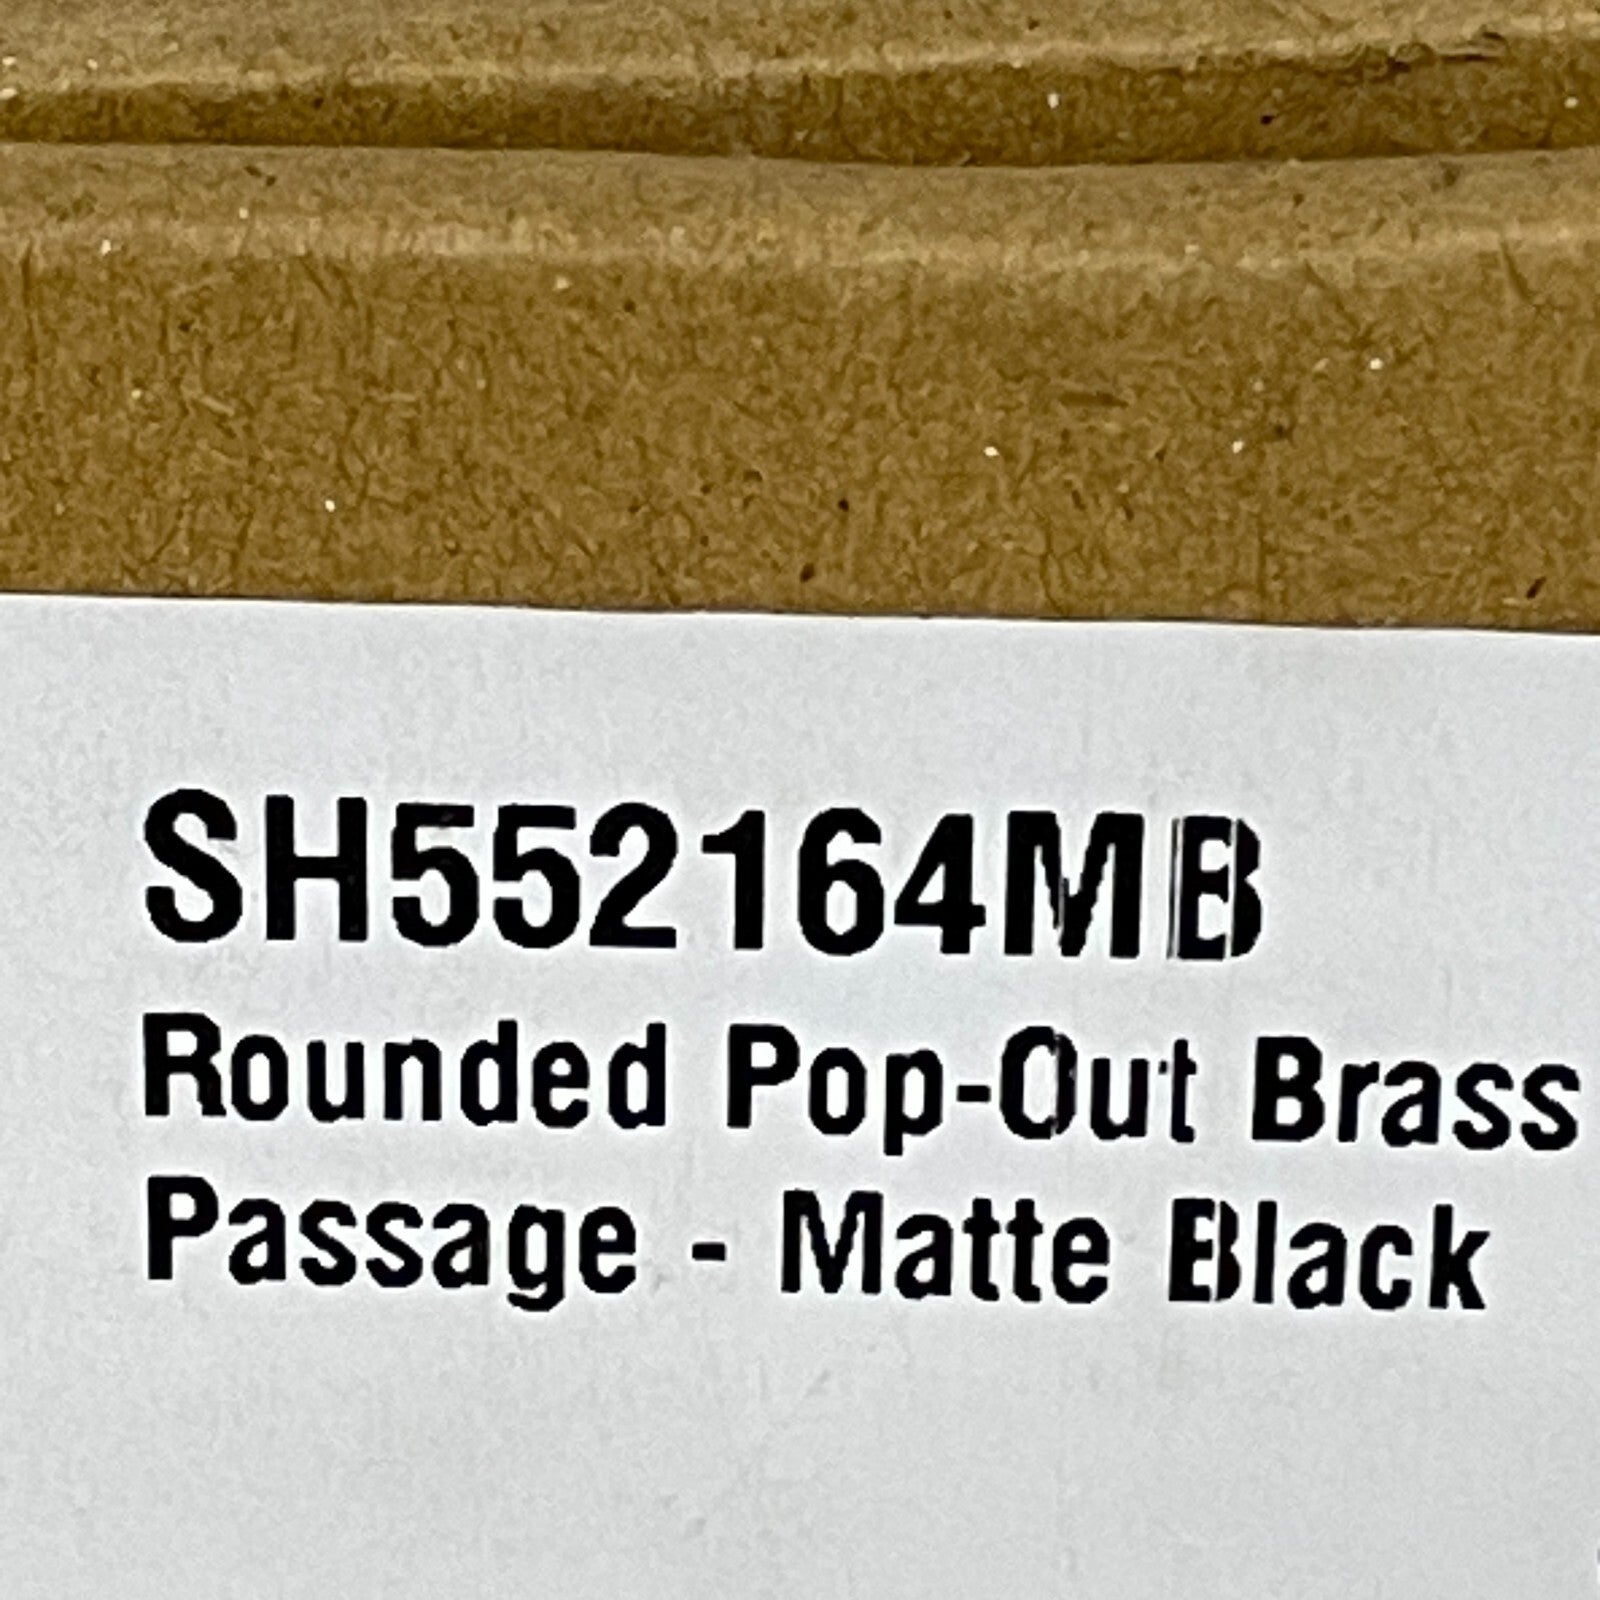 SH552164MB
Rounded Pop-Out Brass
Passage - Matte Black